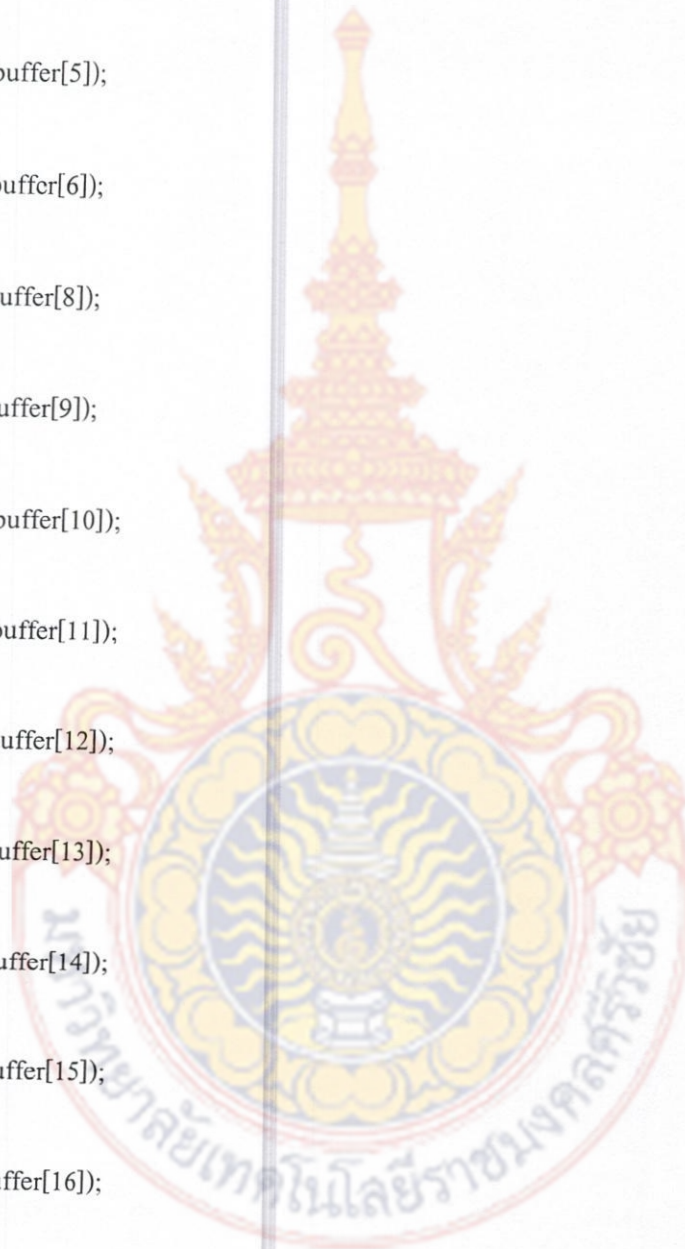 buffer[5]);
buffer[6]);
uffer[8]);
uffer[9]);
buffer[10]);
buffer[11]);
uffer[12]);
uffer[13]);
uffer[14]);
uffer[15]);
uffer[16]);
มหาวิทยาลัยเทคโนโลยีราชมงคลศรีวิชัย